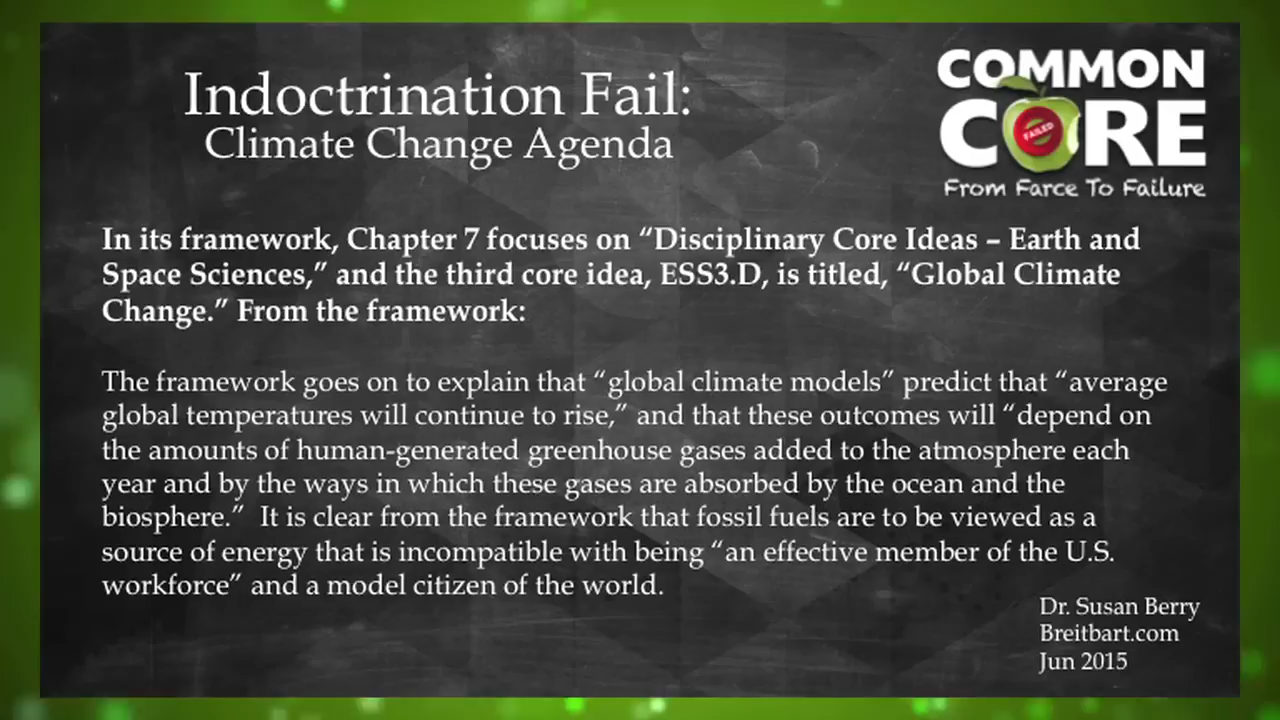 Indoctrination Fail:
Climate Change Agenda
COMMON
CORE
FAILED
From Farce To Failure
In its framework, Chapter 7 focuses on “Disciplinary Core Ideas – Earth and
Space Sciences,” and the third core idea, ESS3.D, is titled, “Global Climate
Change.” From the framework:
The framework goes on to explain that “global climate models” predict that “average
global temperatures will continue to rise,” and that these outcomes will “depend on
the amounts of human-generated greenhouse gases added to the atmosphere each
year and by the ways in which these gases are absorbed by the ocean and the
biosphere.”  It is clear from the framework that fossil fuels are to be viewed as a
source of energy that is incompatible with being “an effective member of the U.S.
workforce” and a model citizen of the world.
Dr. Susan Berry
Breitbart.com
Jun 2015